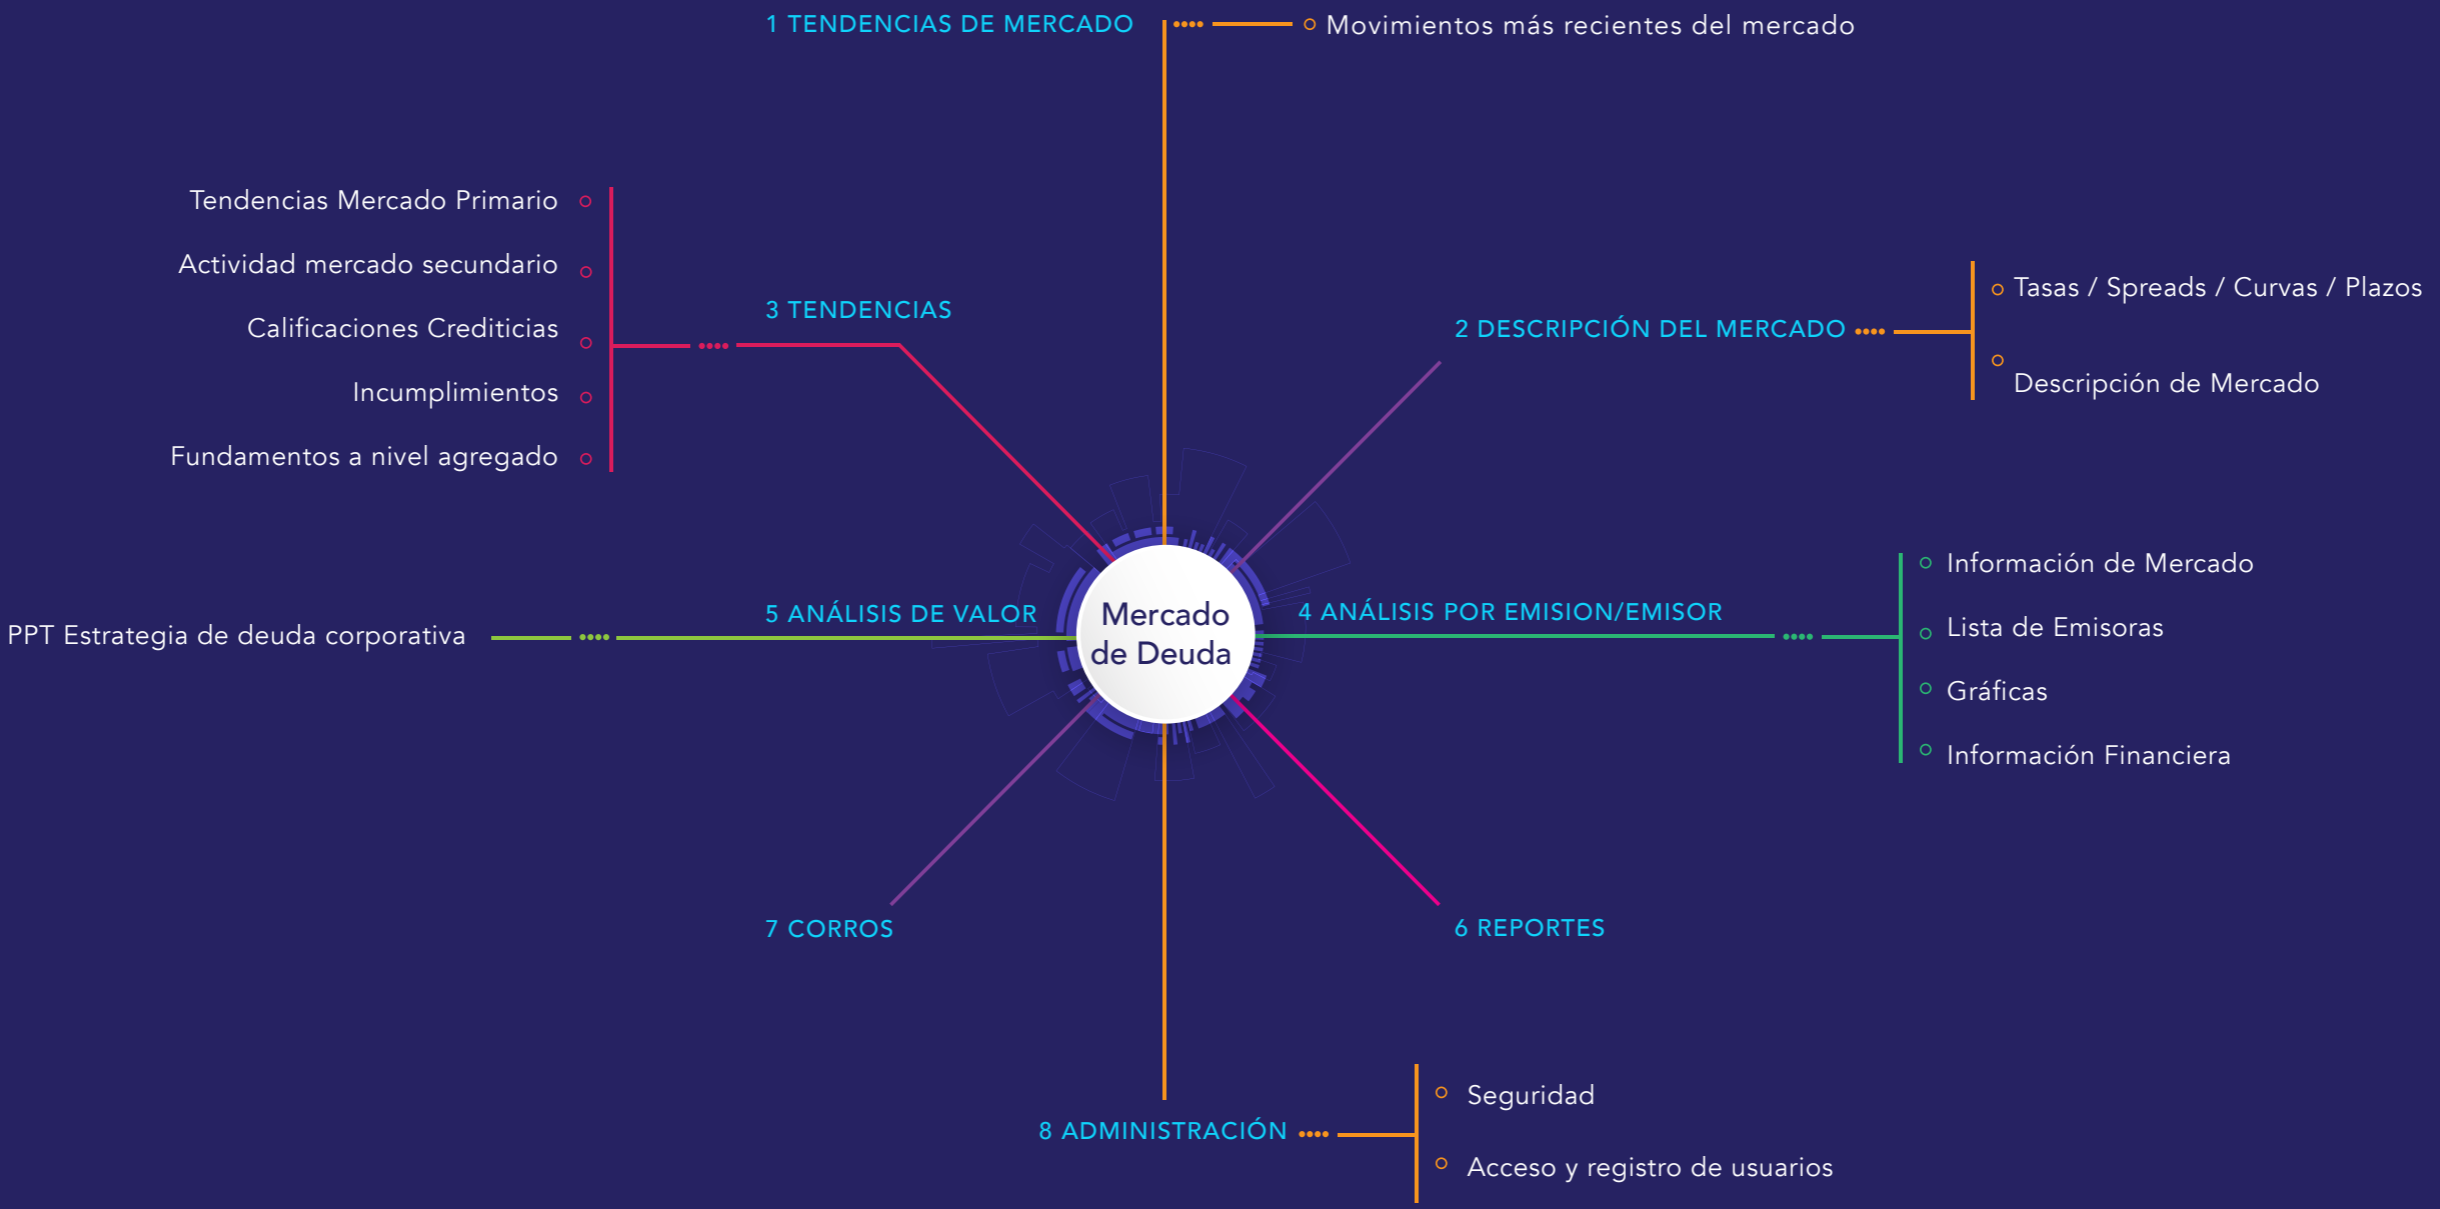 1 TENDENCIAS DE MERCADO
Movimientos más recientes del mercado
Tendencias Mercado Primario
Actividad mercado secundario
Calificaciones Crediticias
Incumplimientos
Fundamentos a nivel agregado
3 TENDENCIAS
2 DESCRIPCIÓN DEL MERCADO
Tasas / Spreads / Curvas / Plazos
Descripción de Mercado
PPT Estrategia de deuda corporativa
5 ANÁLISIS DE VALOR
Mercado
de Deuda
4 ANÁLISIS POR EMISION/EMISOR
Información de Mercado
Lista de Emisoras
Gráficas
Información Financiera
7 CORROS
6 REPORTES
8 ADMINISTRACIÓN
Seguridad
Acceso y registro de usuarios